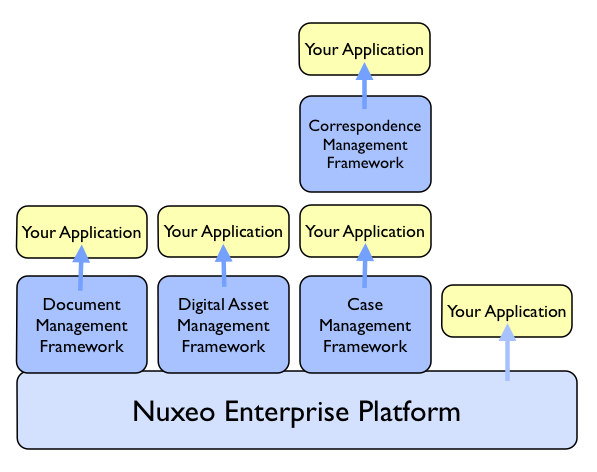 Your Application
Correspondence
Management
Framework
Your Application
Your Application
Your Application
Document
Management
Framework
Digital Asset
Management
Framework
Case
Management
Framework
Your Application
Nuxeo Enterprise Platform